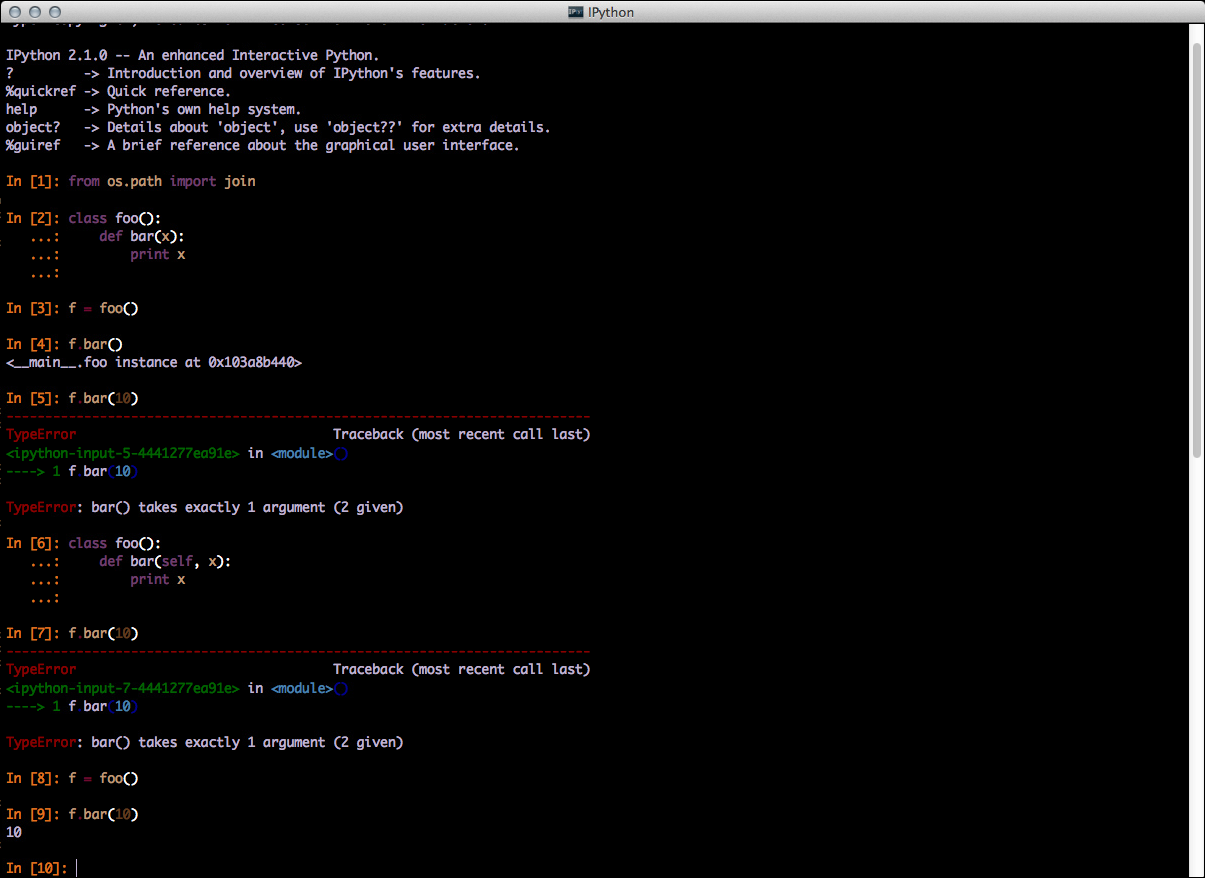 IPython
IPython 2.1.0 -- An enhanced Interactive Python.
?         -> Introduction and overview of IPython's features.
%quickref -> Quick reference.
help      -> Python's own help system.
object?   -> Details about 'object', use 'object??' for extra details.
%guiref   -> A brief reference about the graphical user interface.
In [1]: from os.path import join
In [2]: class foo():
   ...:     def bar(x):
   ...:         print x
   ...:
In [3]: f = foo()
In [4]: f.bar()
<__main__.foo instance at 0x103a8b440>
In [5]: f.bar(10)
---------------------------------------------------------------------------
TypeError                                 Traceback (most recent call last)
<ipython-input-5-4441277ea91e> in <module>()
----> 1 f.bar(10)
TypeError: bar() takes exactly 1 argument (2 given)
In [6]: class foo():
   ...:     def bar(self, x):
   ...:         print x
   ...:
In [7]: f.bar(10)
---------------------------------------------------------------------------
TypeError                                 Traceback (most recent call last)
<ipython-input-7-4441277ea91e> in <module>()
----> 1 f.bar(10)
TypeError: bar() takes exactly 1 argument (2 given)
In [8]: f = foo()
In [9]: f.bar(10)
10
In [10]: